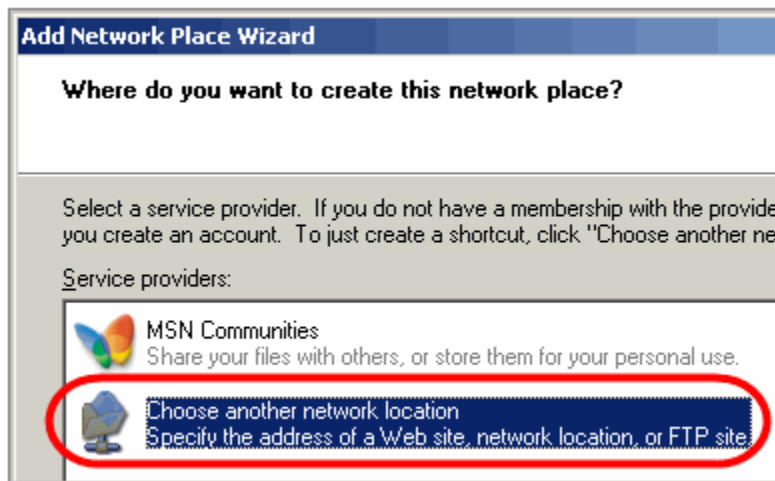 Add Network Place Wizard
Where do you want to create this network place?
Select a service provider. If you do not have a membership with the provide
you create an account. To just create a shortcut, click "Choose another ne
Service providers:
MSN Communities
Share your files with others, or store them for your personal use.
Choose another network location
Specify the address of a Web site, network location, or FTP site.